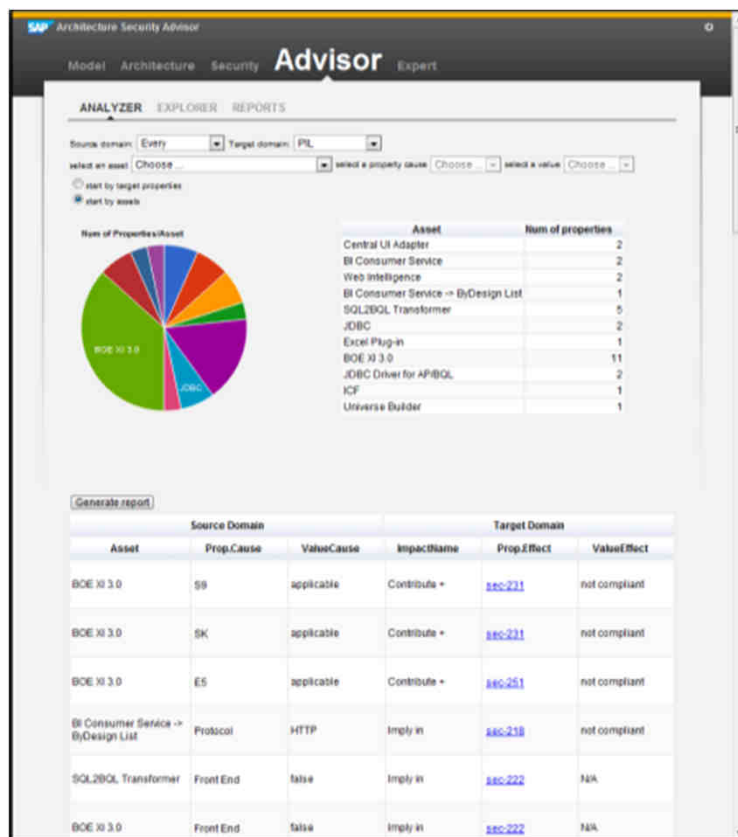 SAP Architecture Security Advisor
Model Architecture Security Advisor Expert
ANALYZER EXPLORER REPORTS
Source domain: Every Target domain: PIL
select an asset Choose ... select a property cause Choose ... select a value Choose ...
start by target properties
start by assets
Num of Properties/Asset
BOE XI 3.0
JDBC
Asset Num of properties
Central UI Adapter 2
BI Consumer Service 2
Web Intelligence 2
BI Consumer Service -> ByDesign List 1
SQL2BQL Transformer 5
JDBC 2
Excel Plug-in 1
BOE XI 3.0 11
JDBC Driver for AP/BQL 2
ICF 1
Universe Builder 1
Generate report
Source Domain Target Domain
Asset Prop.Cause ValueCause ImpactName Prop.Effect ValueEffect
BOE XI 3.0 S9 applicable Contribute + sec-231 not compliant
BOE XI 3.0 SK applicable Contribute + sec-231 not compliant
BOE XI 3.0 E5 applicable Contribute + sec-251 not compliant
BI Consumer Service ->
ByDesign List Protocol HTTP Imply in sec-218 not compliant
SQL2BQL Transformer Front End false Imply in sec-222 N/A
BOE XI 3.0 Front End false Imply in sec-222 N/A